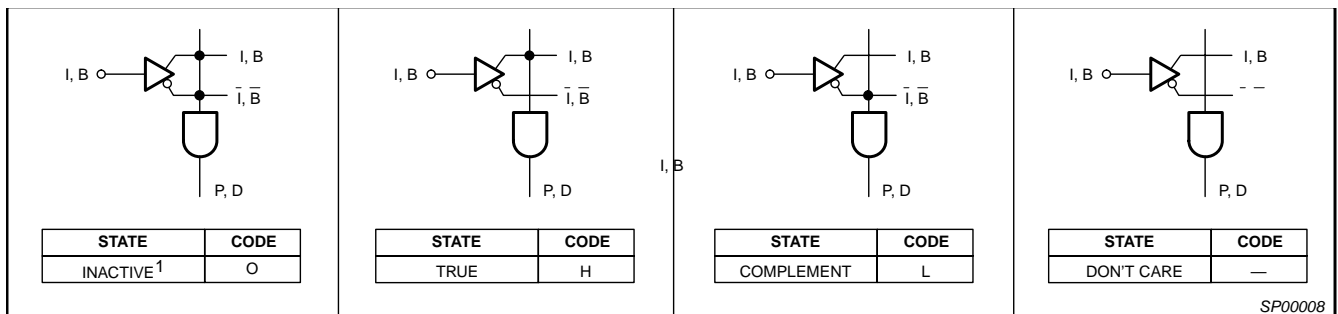 I, B
I, B
I̅, B̅
P, D
STATE CODE
INACTIVE1 O
I, B
I, B
I̅, B̅
P, D
STATE CODE
TRUE H
I, B
I, B
I, B
I̅, B̅
P, D
STATE CODE
COMPLEMENT L
I, B
I, B
P, D
STATE CODE
DON'T CARE —
SP00008